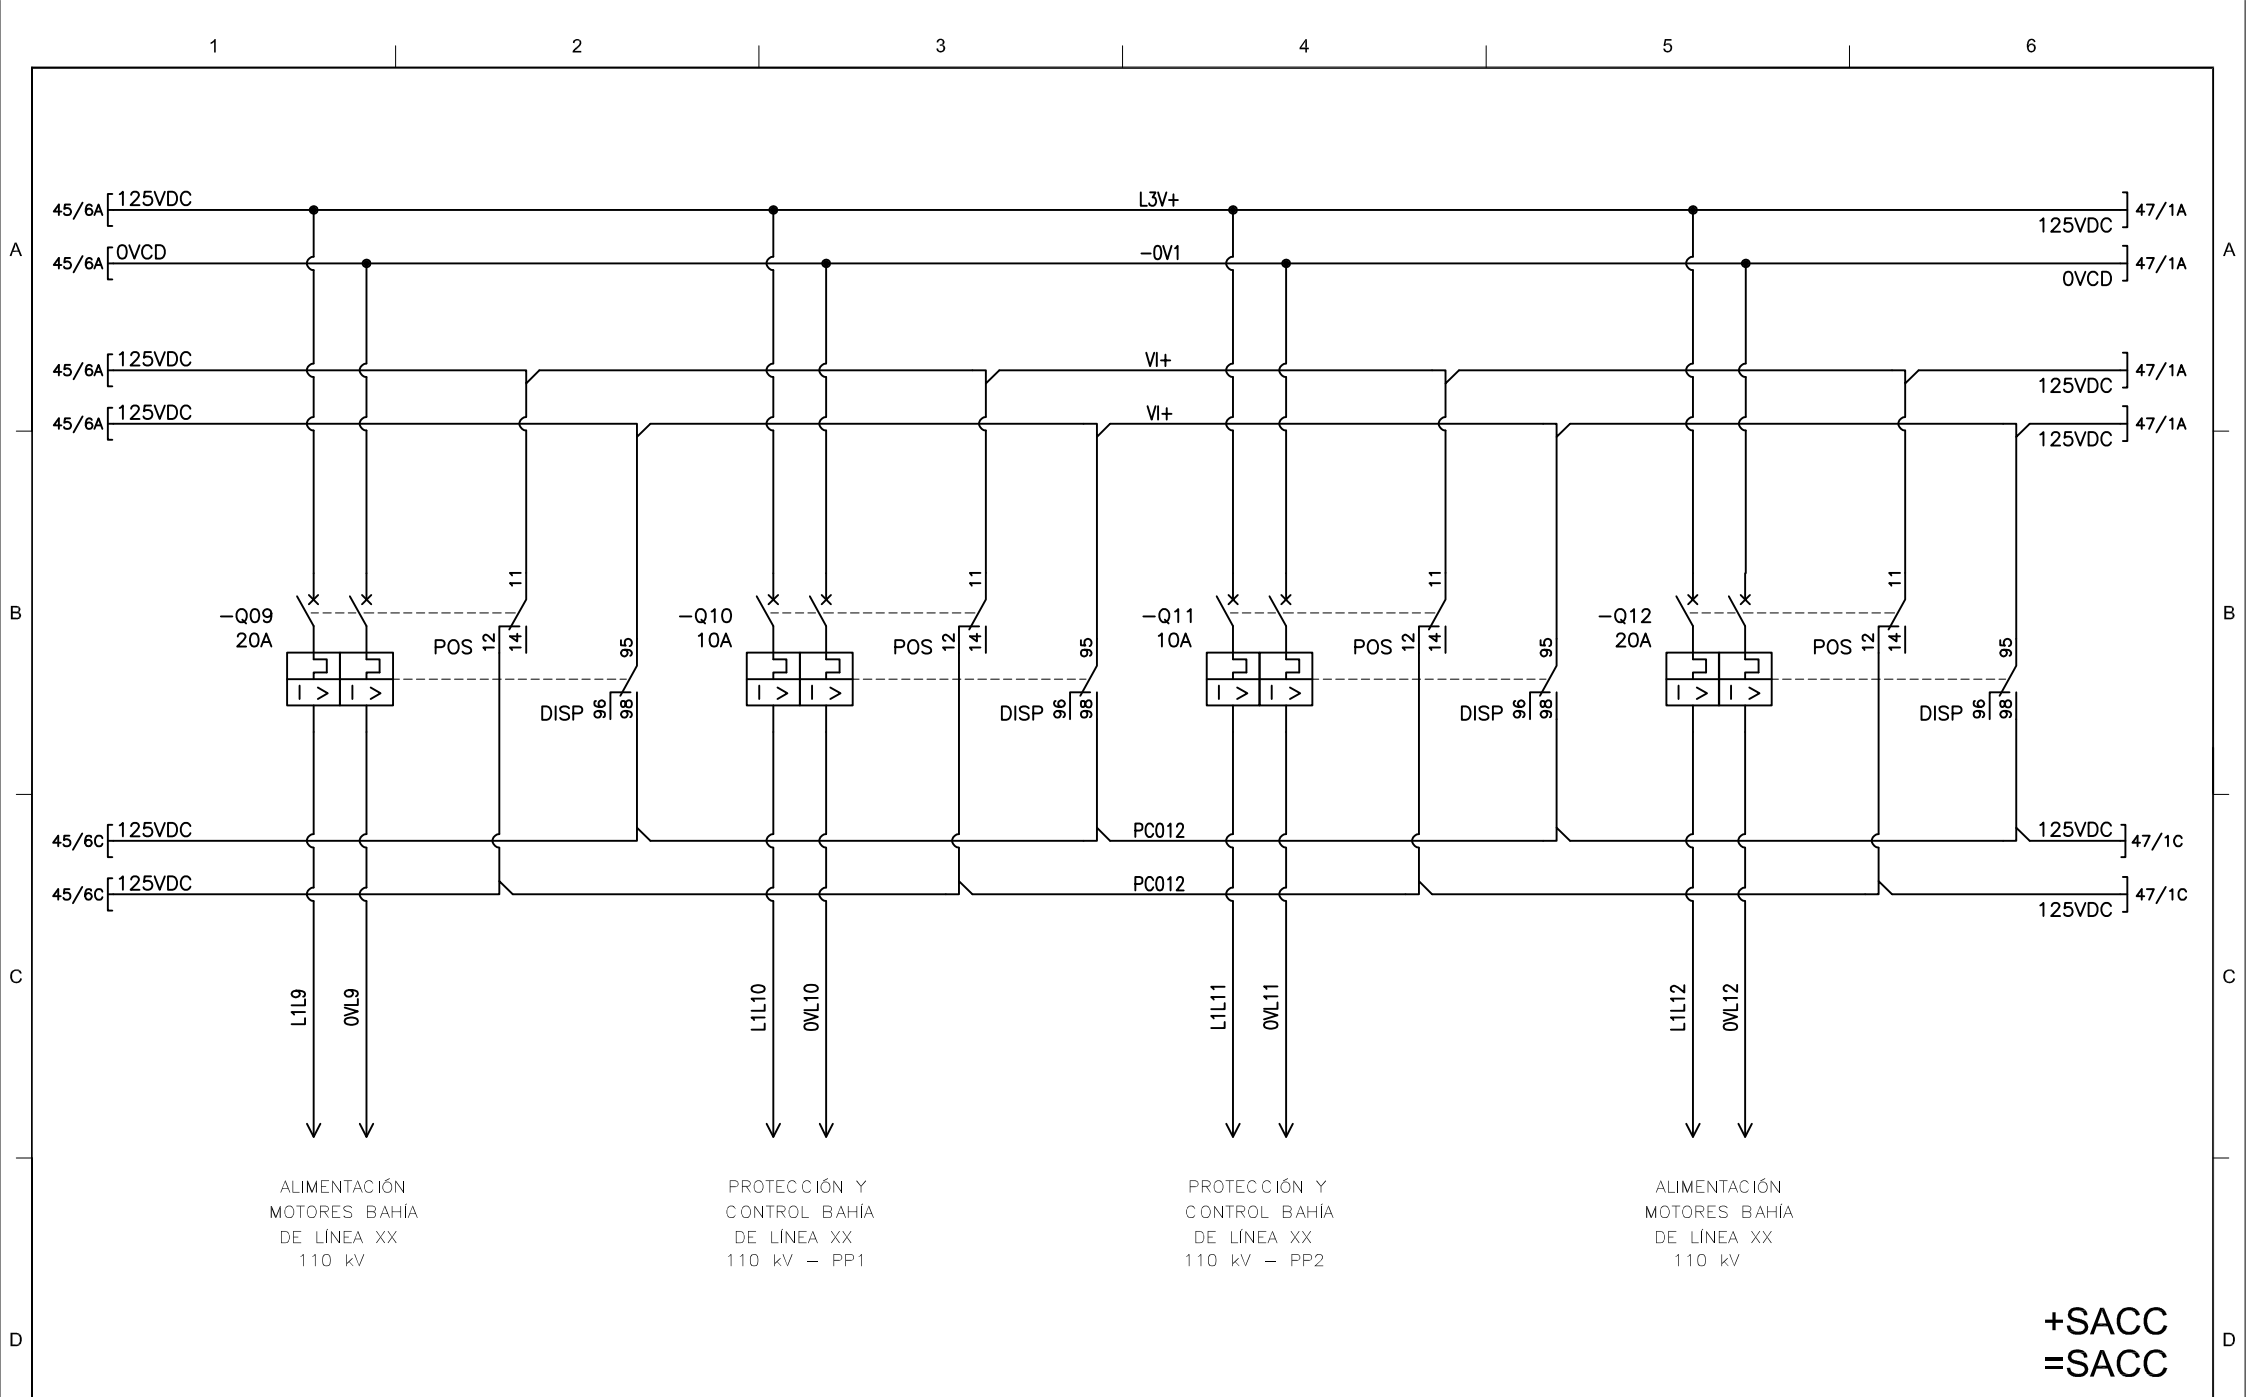 1 2 3 4 5 6
45/6A 125VDC L3V+ 125VDC 47/1A
A 45/6A 0VCD -0V1 0VCD 47/1A A
45/6A 125VDC VI+ 125VDC 47/1A
45/6A 125VDC VI+ 125VDC 47/1A
11 11 11 11
B B
-Q09 -Q10 -Q11 -Q12
20A 10A 10A 20A
POS 12 14 95 POS 12 14 95 POS 12 14 95 POS 12 14 95
I > I > I > I > I > I > I > I >
DISP 96 98 DISP 96 98 DISP 96 98 DISP 96 98
45/6C 125VDC PC012 125VDC 47/1C
45/6C 125VDC PC012 125VDC 47/1C
C C
L1L9 0VL9 L1L10 0VL10 L1L11 0VL11 L1L12 0VL12
ALIMENTACIÓN
MOTORES BAHÍA
DE LÍNEA XX
110 kV
PROTECCIÓN Y
CONTROL BAHÍA
DE LÍNEA XX
110 kV – PP1
PROTECCIÓN Y
CONTROL BAHÍA
DE LÍNEA XX
110 kV – PP2
ALIMENTACIÓN
MOTORES BAHÍA
DE LÍNEA XX
110 kV
+SACC
D D
=SACC